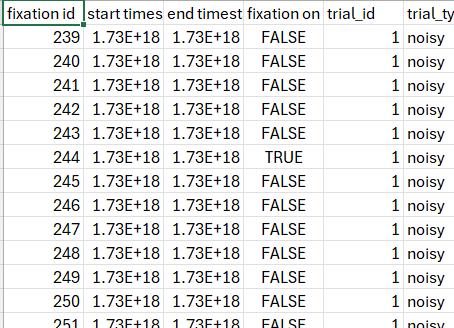 fixation id start times end timest fixation on trial_id trial_ty
239 1.73E+18 1.73E+18 FALSE 1 noisy
240 1.73E+18 1.73E+18 FALSE 1 noisy
241 1.73E+18 1.73E+18 FALSE 1 noisy
242 1.73E+18 1.73E+18 FALSE 1 noisy
243 1.73E+18 1.73E+18 FALSE 1 noisy
244 1.73E+18 1.73E+18 TRUE 1 noisy
245 1.73E+18 1.73E+18 FALSE 1 noisy
246 1.73E+18 1.73E+18 FALSE 1 noisy
247 1.73E+18 1.73E+18 FALSE 1 noisy
248 1.73E+18 1.73E+18 FALSE 1 noisy
249 1.73E+18 1.73E+18 FALSE 1 noisy
250 1.73E+18 1.73E+18 FALSE 1 noisy
251 1.73E+18 1.73E+18 FALSE 1 noisy